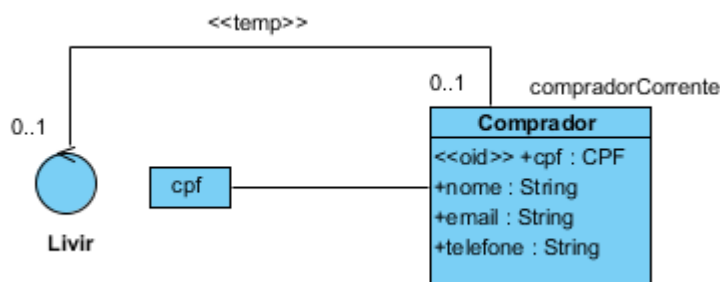 <<temp>>
0..1
compradorCorrente
0..1
Comprador
<<oid>> +cpf : CPF
+nome : String
+email : String
+telefone : String
cpf
Livir